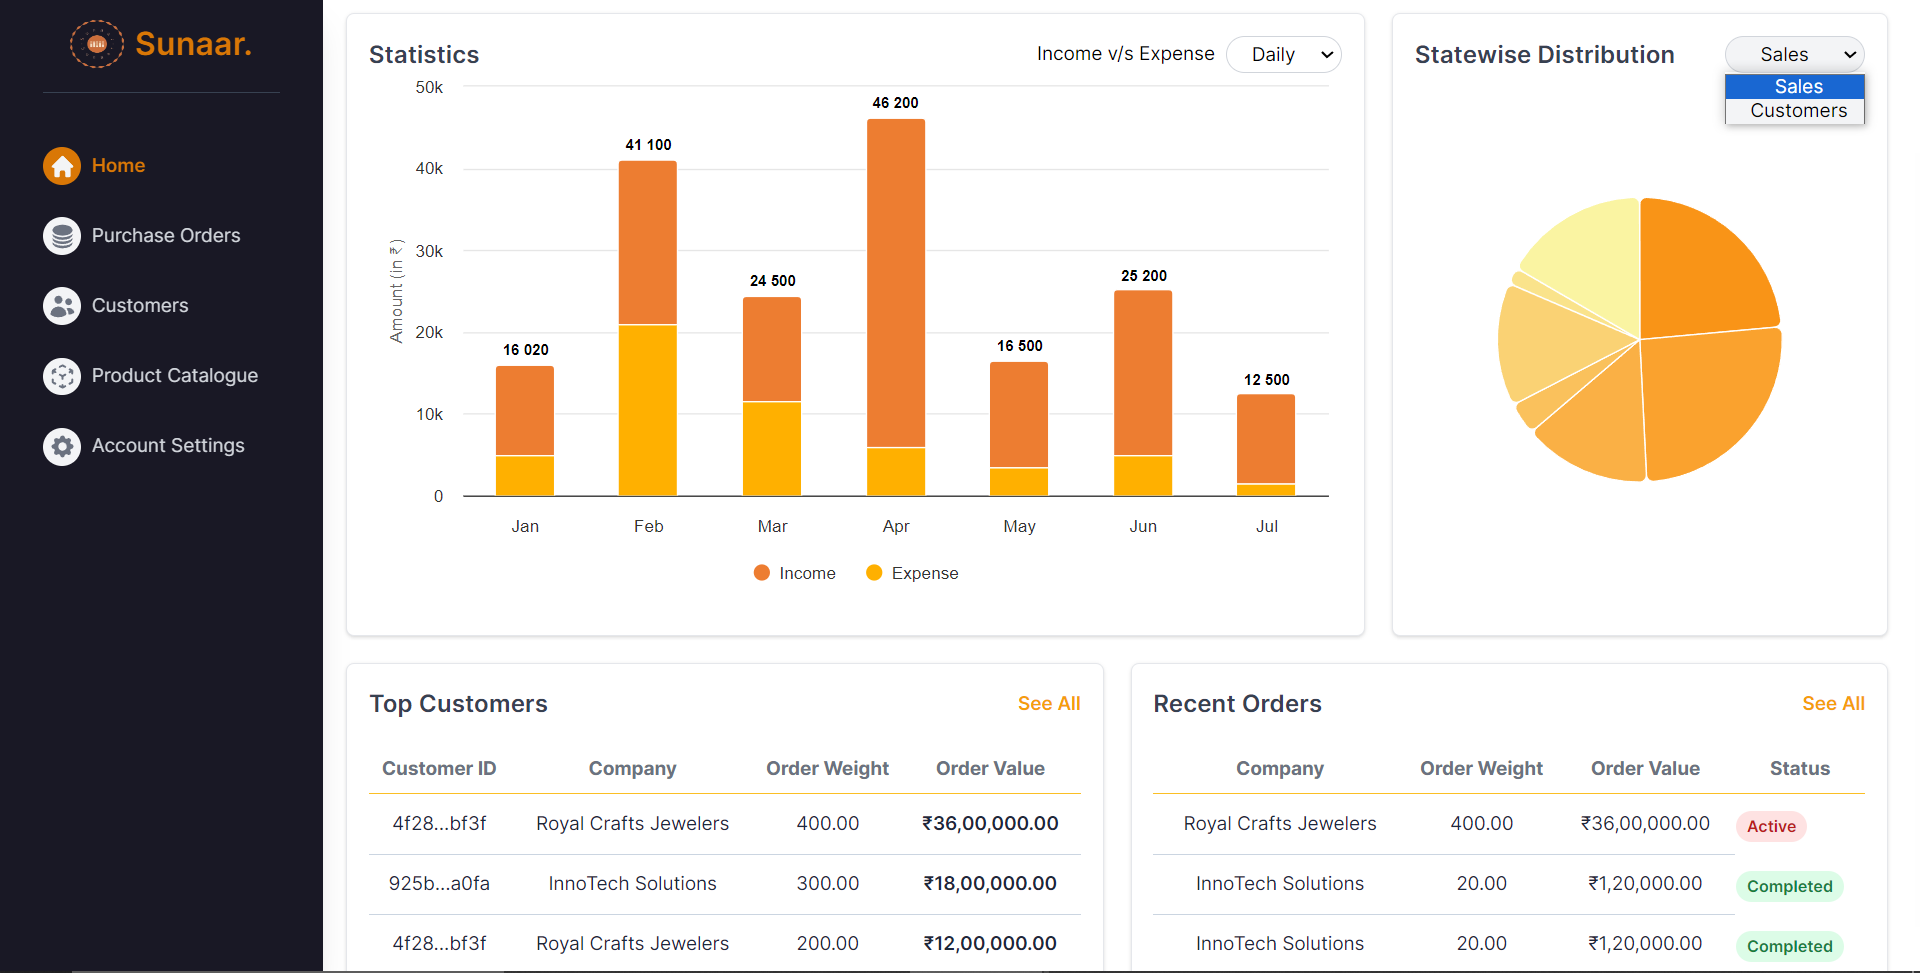 Sunaar.
Home
Purchase Orders
Customers
Product Catalogue
Account Settings
Statistics
Income v/s Expense
Daily
50k
40k
30k
20k
10k
0
Amount (in ₹ )
16 020
41 100
24 500
46 200
16 500
25 200
12 500
Jan
Feb
Mar
Apr
May
Jun
Jul
Income
Expense
Statewise Distribution
Sales
Sales
Customers
Top Customers
See All
Customer ID Company Order Weight Order Value
4f28...bf3f Royal Crafts Jewelers 400.00 ₹36,00,000.00
925b...a0fa InnoTech Solutions 300.00 ₹18,00,000.00
4f28...bf3f Royal Crafts Jewelers 200.00 ₹12,00,000.00
Recent Orders
See All
Company Order Weight Order Value Status
Royal Crafts Jewelers 400.00 ₹36,00,000.00 Active
InnoTech Solutions 20.00 ₹1,20,000.00 Completed
InnoTech Solutions 20.00 ₹1,20,000.00 Completed